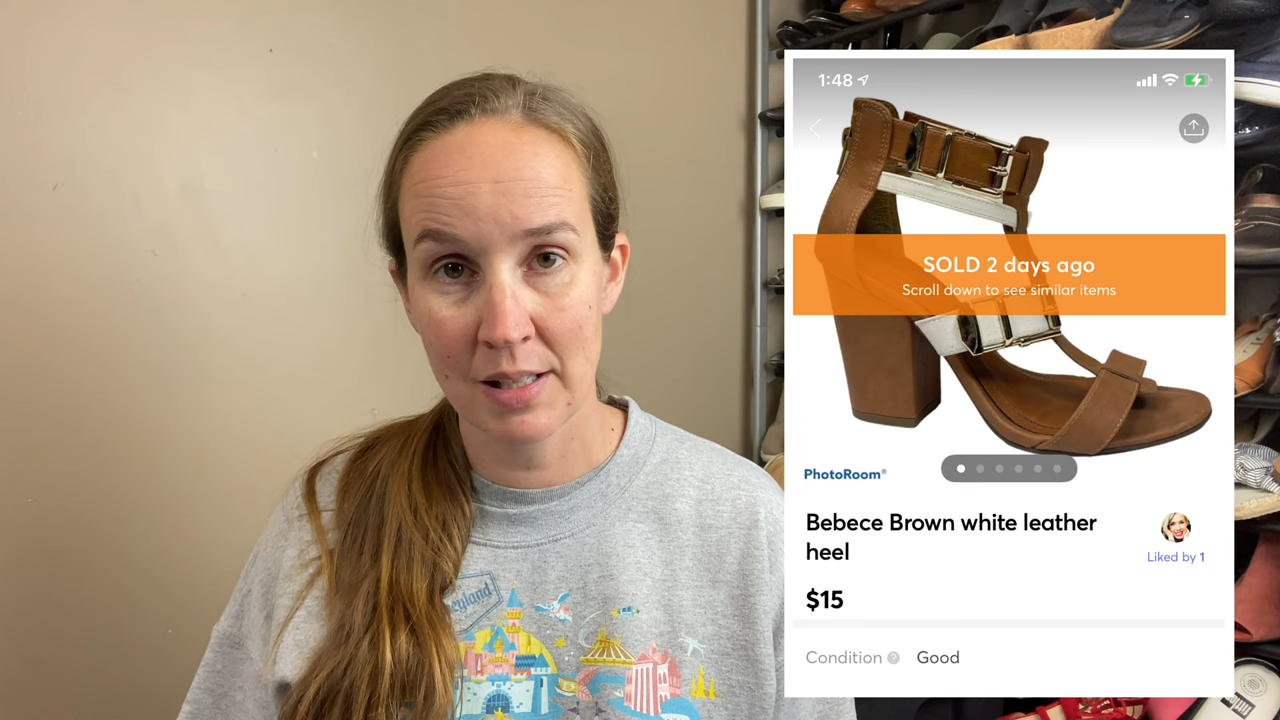 1:48
SOLD 2 days ago
Scroll down to see similar items
PhotoRoom®
Bebece Brown white leather
heel
Liked by 1
$15
Condition ?
Good